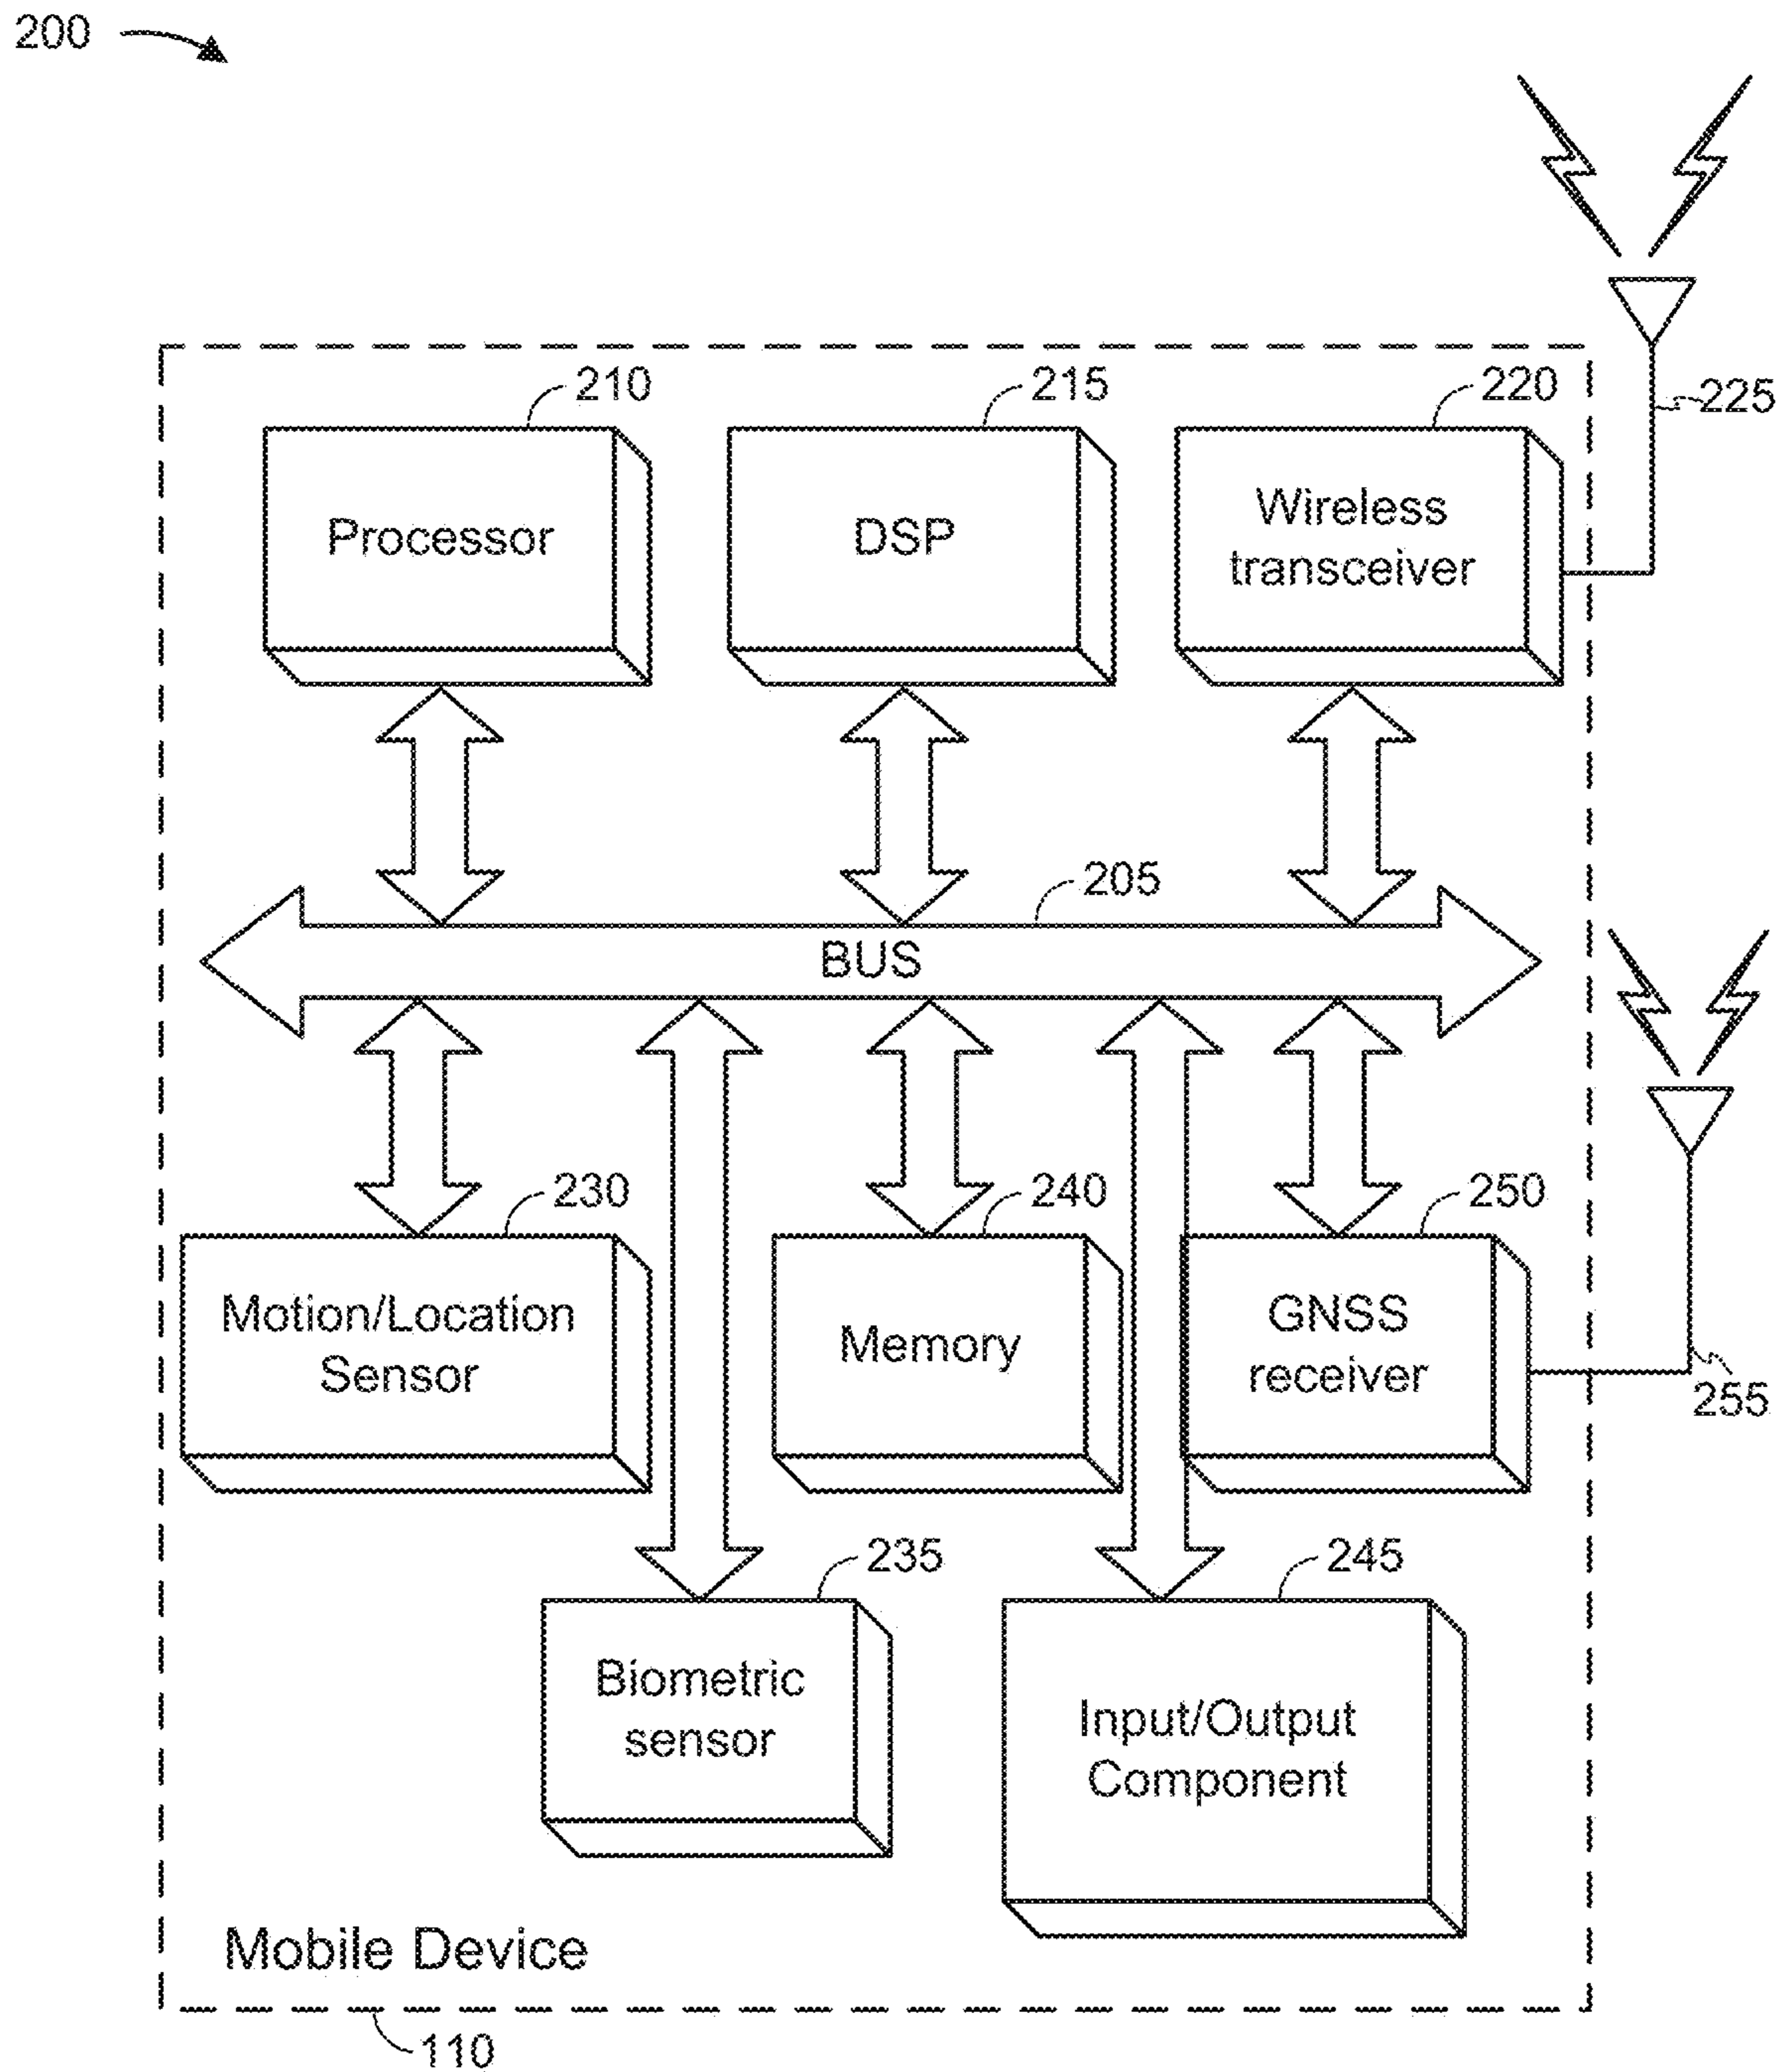 200
210
215
220
225
Processor
DSP
Wireless
transceiver
205
BUS
230
240
250
Motion/Location
Sensor
Memory
GNSS
receiver
255
235
245
Biometric
sensor
Input/Output
Component
Mobile Device
110